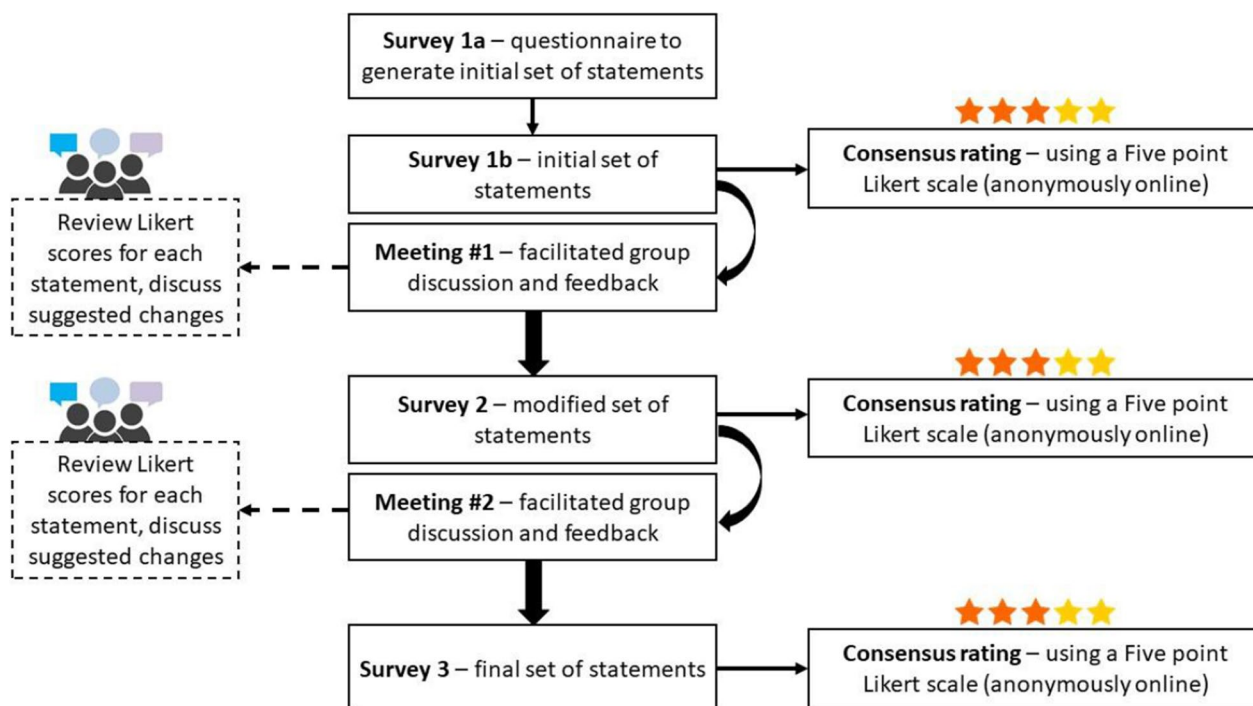 Survey 1a – questionnaire to
generate initial set of statements
Survey 1b – initial set of
statements
Consensus rating – using a Five point
Likert scale (anonymously online)
Review Likert
scores for each
statement, discuss
suggested changes
Meeting #1 – facilitated group
discussion and feedback
Survey 2 – modified set of
statements
Consensus rating – using a Five point
Likert scale (anonymously online)
Review Likert
scores for each
statement, discuss
suggested changes
Meeting #2 – facilitated group
discussion and feedback
Survey 3 – final set of statements
Consensus rating – using a Five point
Likert scale (anonymously online)